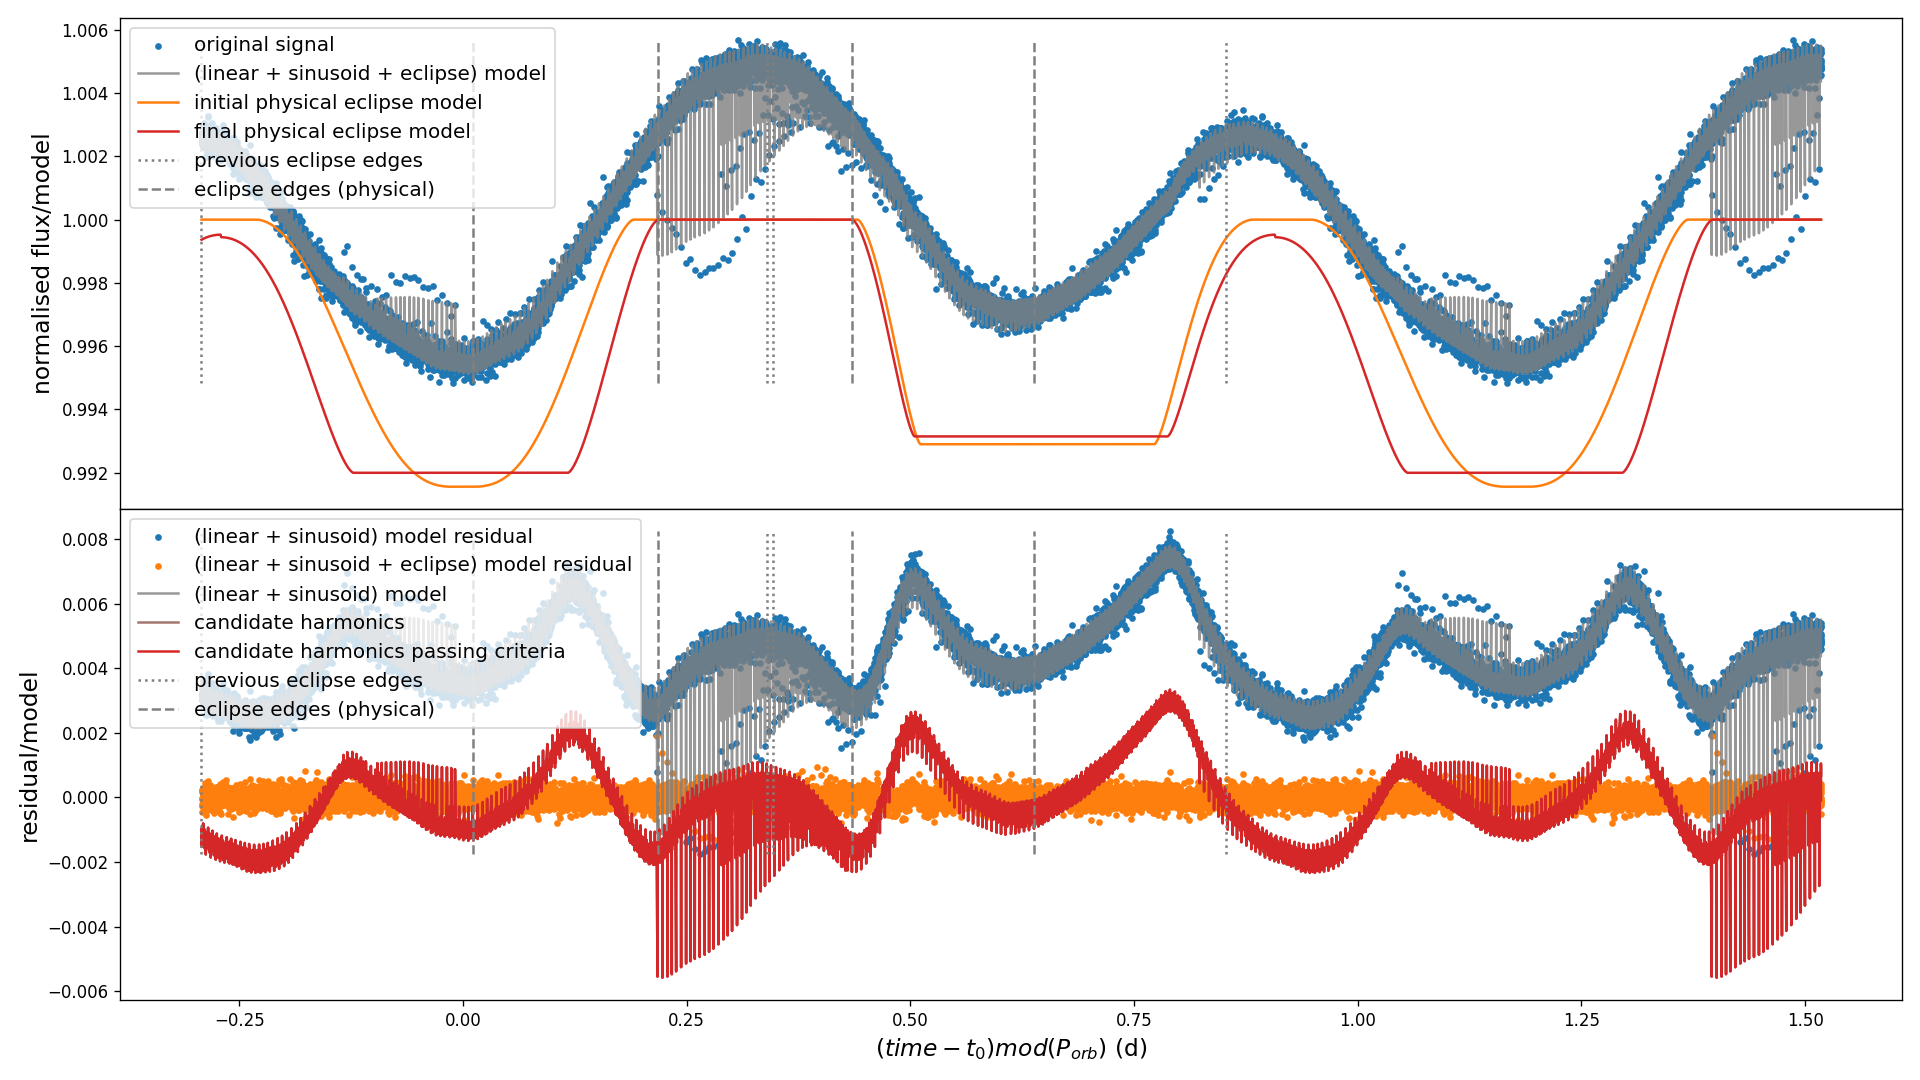 1.006
1.004
1.002
1.000
0.998
0.996
0.994
0.992
normalised flux/model
original signal
(linear + sinusoid + eclipse) model
initial physical eclipse model
final physical eclipse model
previous eclipse edges
eclipse edges (physical)
0.008
0.006
0.004
0.002
0.000
−0.002
−0.004
−0.006
residual/model
(linear + sinusoid) model residual
(linear + sinusoid + eclipse) model residual
(linear + sinusoid) model
candidate harmonics
candidate harmonics passing criteria
previous eclipse edges
eclipse edges (physical)
−0.25 0.00 0.25 0.50 0.75 1.00 1.25 1.50
(time − t₀)mod(P_orb) (d)